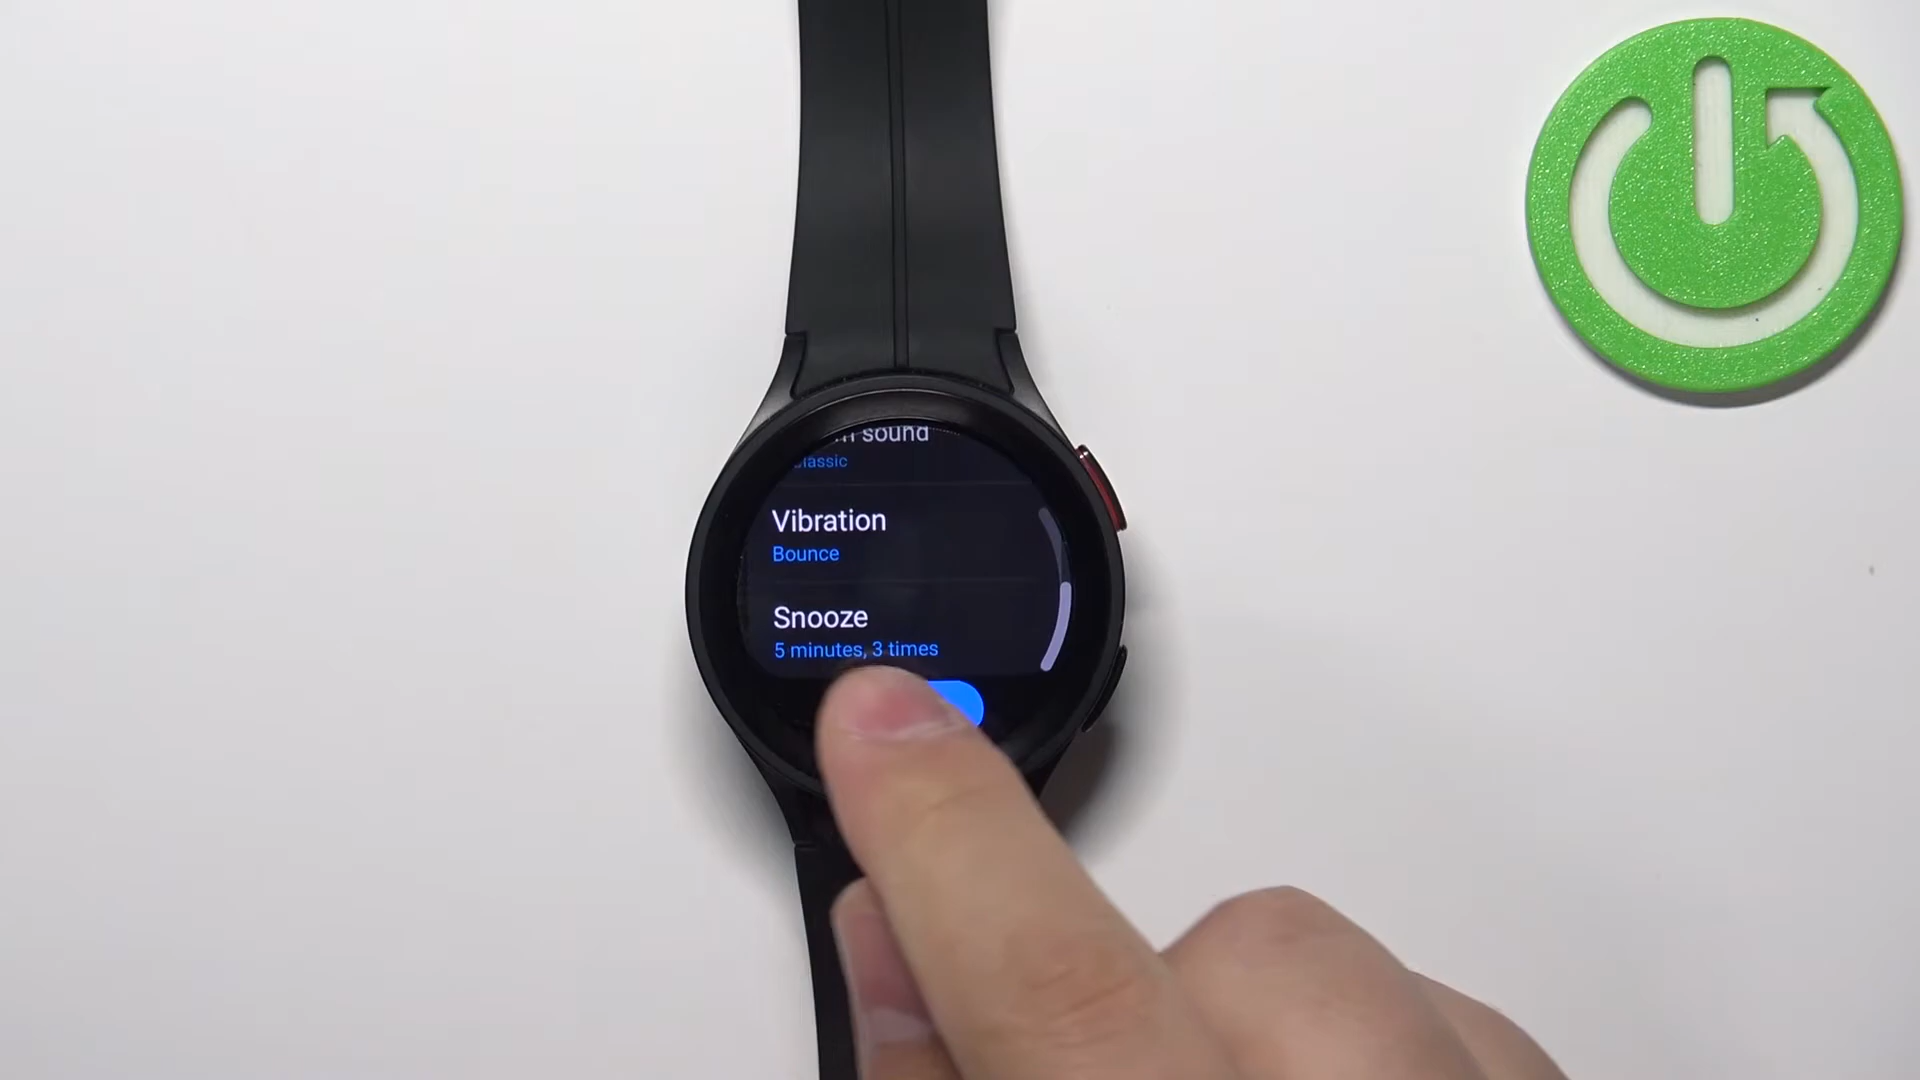 sound
Classic
Vibration
Bounce
Snooze
5 minutes, 3 times